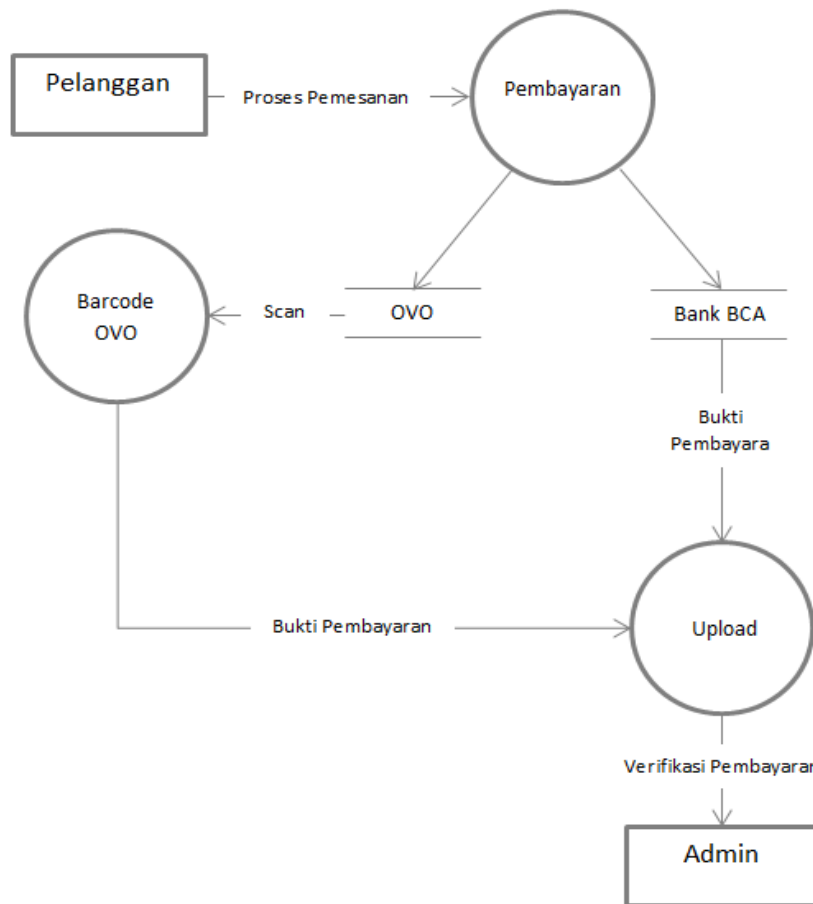 Pelanggan
Proses Pemesanan
Pembayaran
Barcode
OVO
Scan
OVO
Bank BCA
Bukti
Pembayara
Bukti Pembayaran
Upload
Verifikasi Pembayaran
Admin